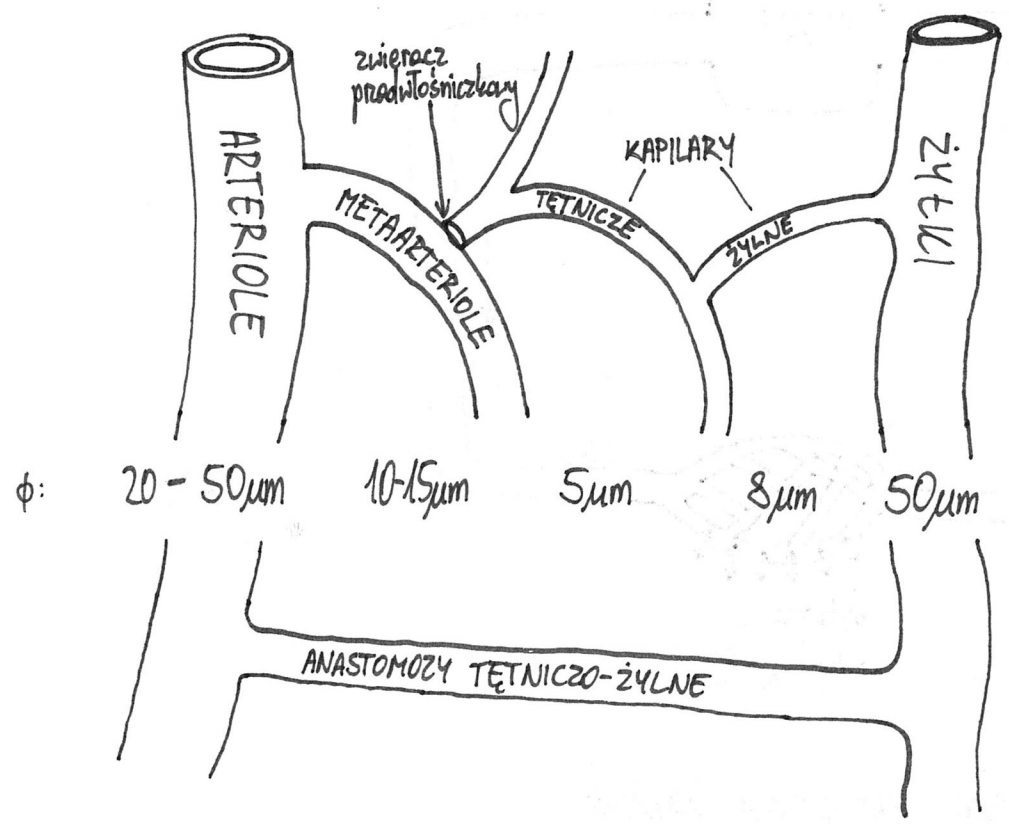 zwieracz
przedwłośniczkowy
ARTERIOLE
METAARTERIOLE
KAPILARY
TĘTNICZE
ŻYLNE
ŻYŁKI
φ: 20-50μm 10-15μm 5μm 8μm 50μm
ANASTOMOZY TĘTNICZO-ŻYLNE